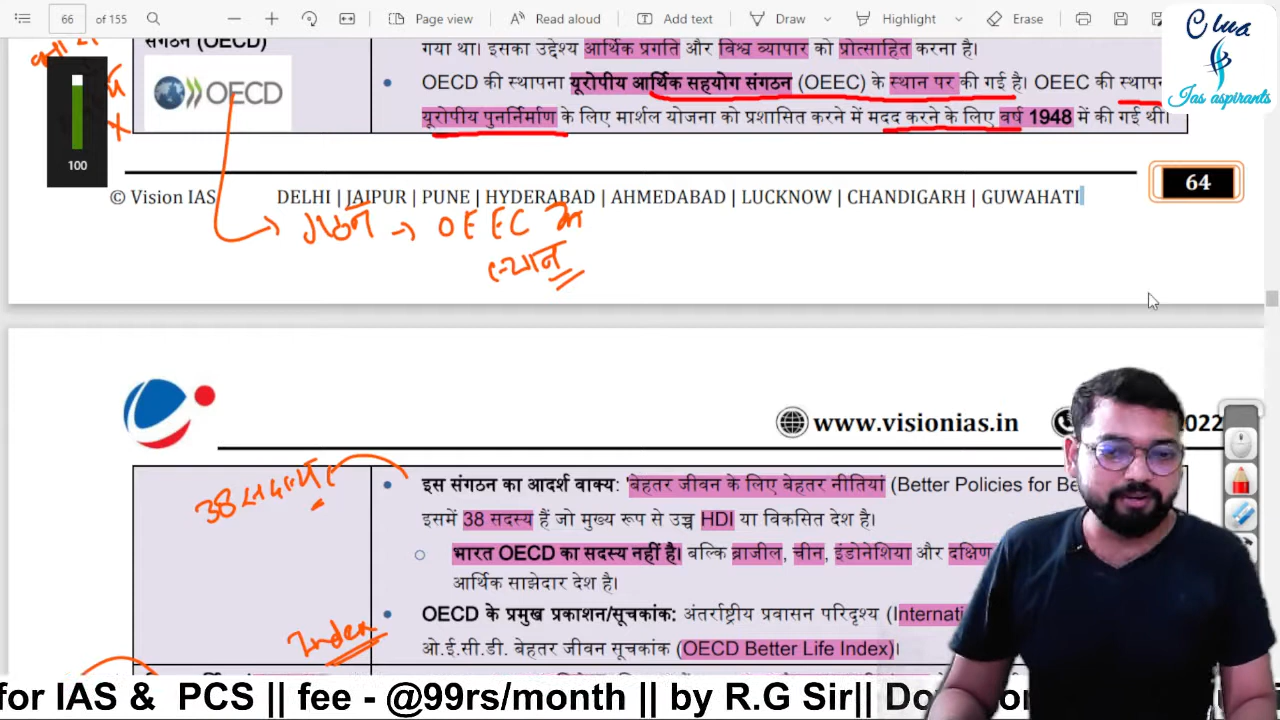 66 of 155
Page view
Read aloud
Add text
Draw
Highlight
Erase
Clua
Ias aspirants
100
संगठन (OECD)
OECD
गया था। इसका उद्देश्य आर्थिक प्रगति और विश्व व्यापार को प्रोत्साहित करना है।
OECD की स्थापना यूरोपीय आर्थिक सहयोग संगठन (OEEC) के स्थान पर की गई है। OEEC की
यूरोपीय पुनर्निर्माण के लिए मार्शल योजना को प्रशासित करने में मदद करने के लिए वर्ष 1948 में की गई थी।
64
© Vision IAS DELHI | JAIPUR | PUNE | HYDERABAD | AHMEDABAD | LUCKNOW | CHANDIGARH | GUWAHATI
गठन → OEEC के
स्थान
www.visionias.in
2022
38 सदस्य
इस संगठन का आदर्श वाक्य: 'बेहतर जीवन के लिए बेहतर नीतियां (Better Policies for
इसमें 38 सदस्य हैं जो मुख्य रूप से उच्च HDI या विकसित देश है।
भारत OECD का सदस्य नहीं है। बल्कि ब्राजील, चीन, इंडोनेशिया और दक्षिण
आर्थिक साझेदार देश है।
OECD के प्रमुख प्रकाशन/सूचकांक: अंतर्राष्ट्रीय प्रवासन परिदृश्य
Index
ओ.ई.सी.डी. बेहतर जीवन सूचकांक (OECD Better Life Index)।
for IAS & PCS || fee - @99rs/month || by R.G Sir||